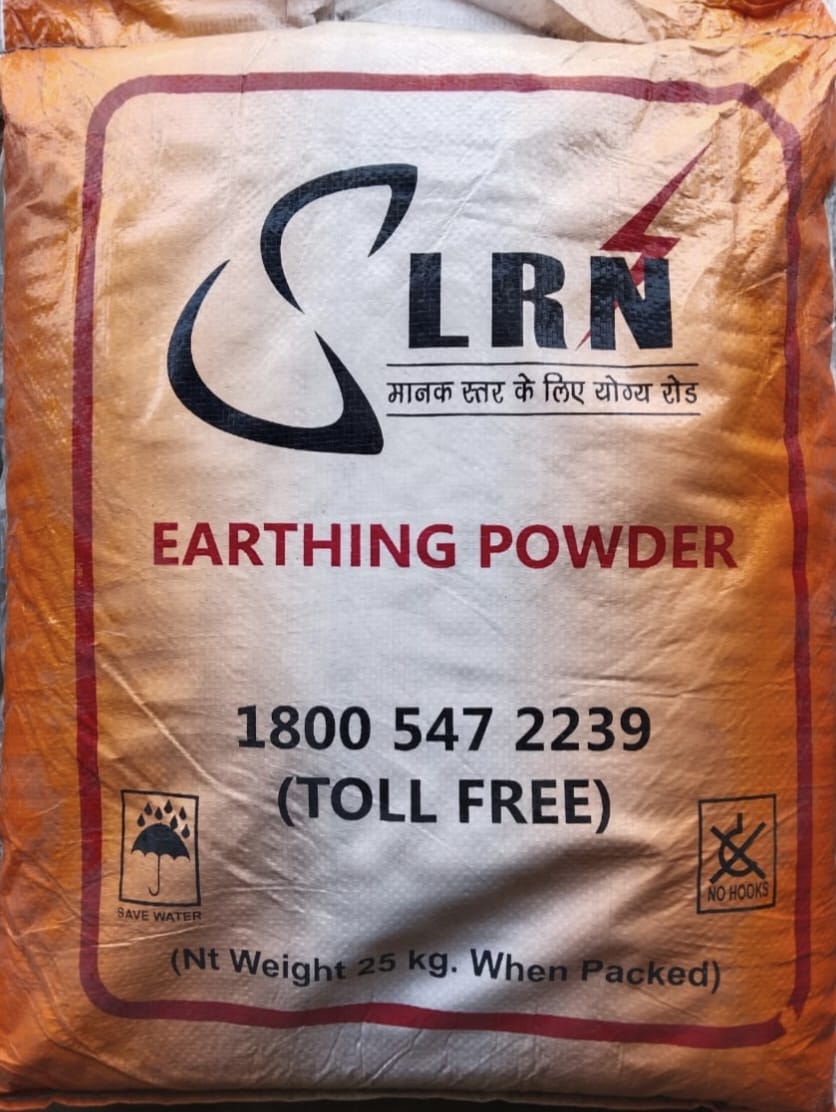 SLRN
मानक स्तर के लिए योग्य रोड
EARTHING POWDER
1800 547 2239
(TOLL FREE)
SAVE WATER
NO HOOKS
(Nt Weight 25 kg. When Packed)